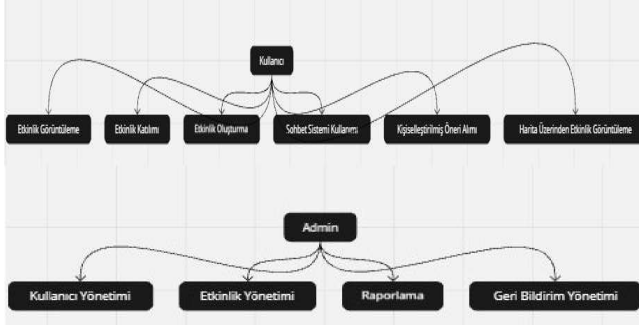 Kullanıcı
Etkinlik Görüntüleme
Etkinlik Katılımı
Etkinlik Oluşturma
Sohbet Sistemi Kullanımı
Kişiselleştirilmiş Öneri Alımı
Harita Üzerinden Etkinlik Görüntüleme
Admin
Kullanıcı Yönetimi
Etkinlik Yönetimi
Raporlama
Geri Bildirim Yönetimi